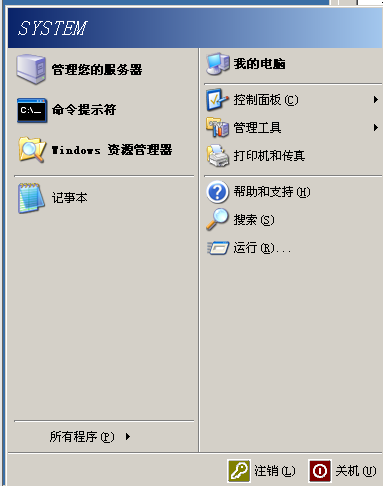 SYSTEM
管理您的服务器
命令提示符
Windows 资源管理器
记事本
所有程序(P)
我的电脑
控制面板(C)
管理工具
打印机和传真
帮助和支持(H)
搜索(S)
运行(R)...
注销(L)
关机(U)